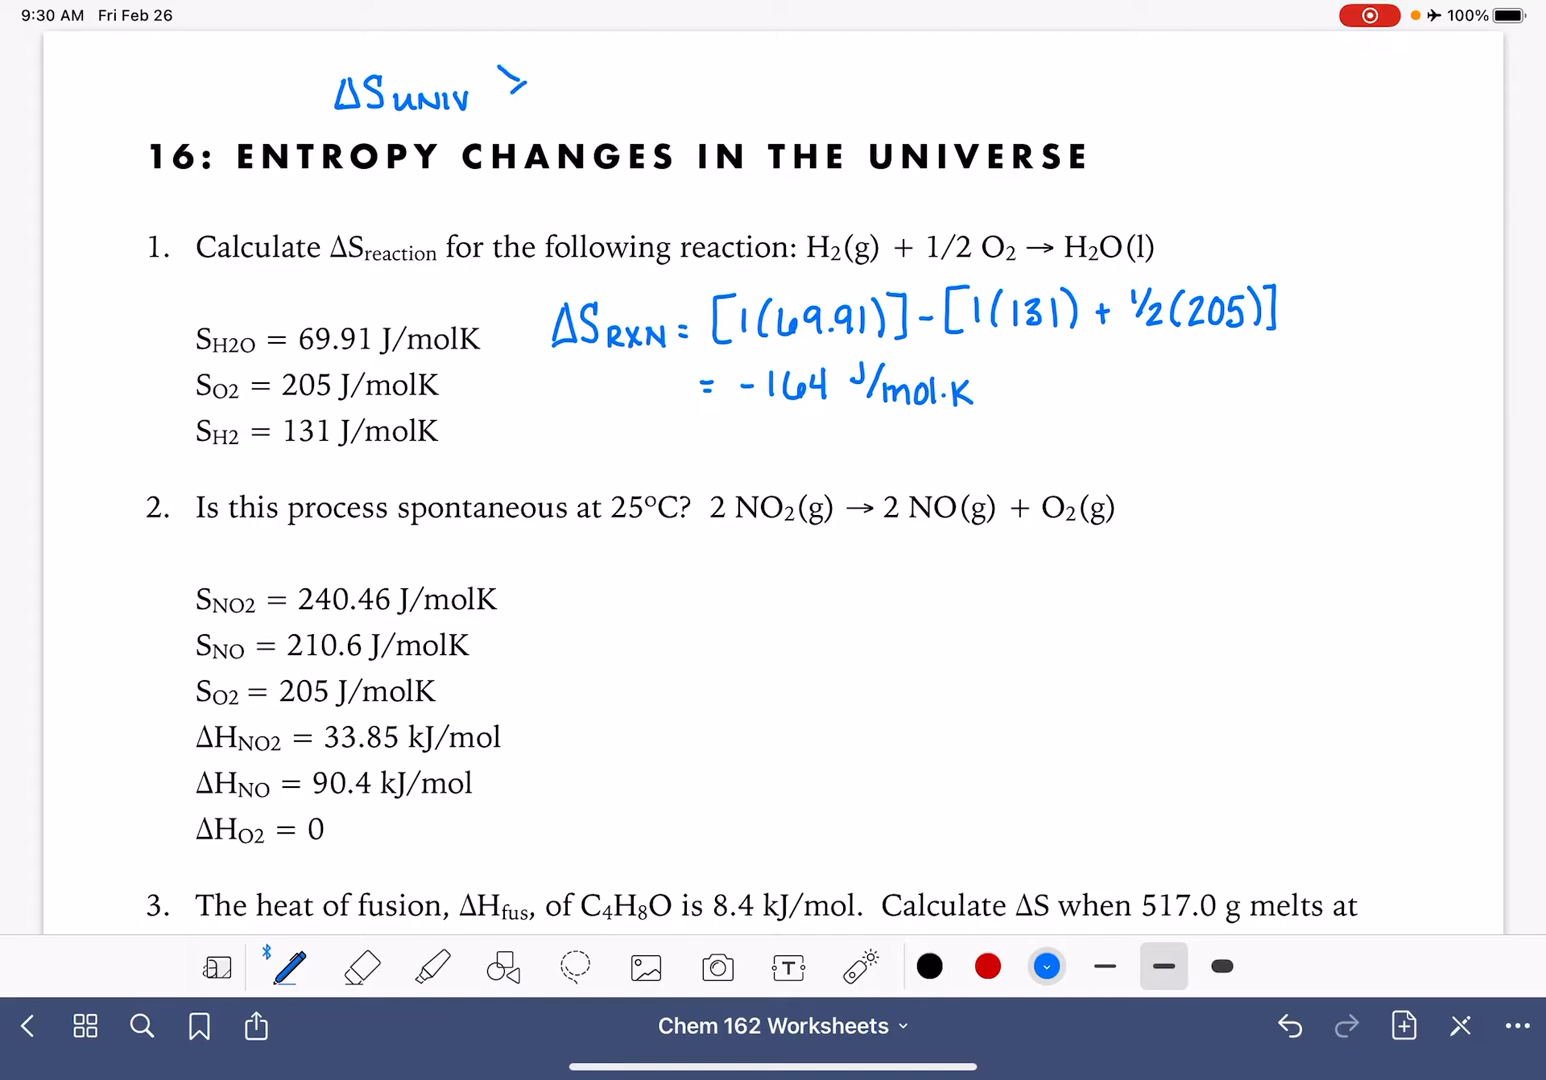 9:30 AM Fri Feb 26 100%
ΔSUNIV >
16: ENTROPY CHANGES IN THE UNIVERSE
1. Calculate ΔSreaction for the following reaction: H2(g) + 1/2 O2 → H2O(l)
ΔSRXN = [1(69.91)] - [1(131) + 1/2(205)]
SH2O = 69.91 J/molK
= -164 J/mol·K
SO2 = 205 J/molK
SH2 = 131 J/molK
2. Is this process spontaneous at 25°C? 2 NO2(g) → 2 NO(g) + O2(g)
SNO2 = 240.46 J/molK
SNO = 210.6 J/molK
SO2 = 205 J/molK
ΔHNO2 = 33.85 kJ/mol
ΔHNO = 90.4 kJ/mol
ΔHO2 = 0
3. The heat of fusion, ΔHfus, of C4H8O is 8.4 kJ/mol. Calculate ΔS when 517.0 g melts at
Chem 162 Worksheets